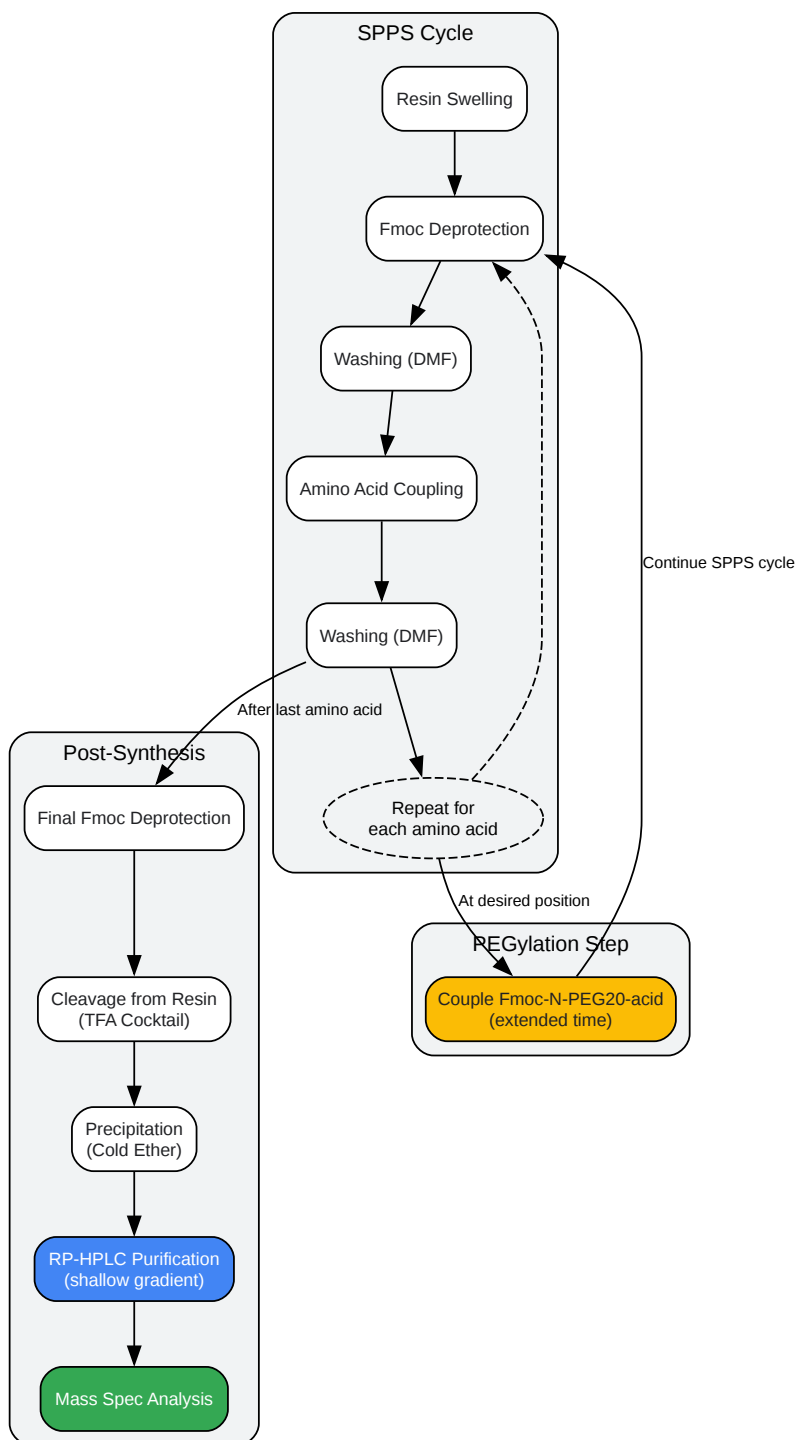 SPPS Cycle
Resin Swelling
Fmoc Deprotection
Washing (DMF)
Amino Acid Coupling
Continue SPPS cycle
Washing (DMF)
After last amino acid
Post-Synthesis
Final Fmoc Deprotection
Repeat for
each amino acid
At desired position
PEGylation Step
Couple Fmoc-N-PEG20-acid
(extended time)
Cleavage from Resin
(TFA Cocktail)
Precipitation
(Cold Ether)
RP-HPLC Purification
(shallow gradient)
Mass Spec Analysis